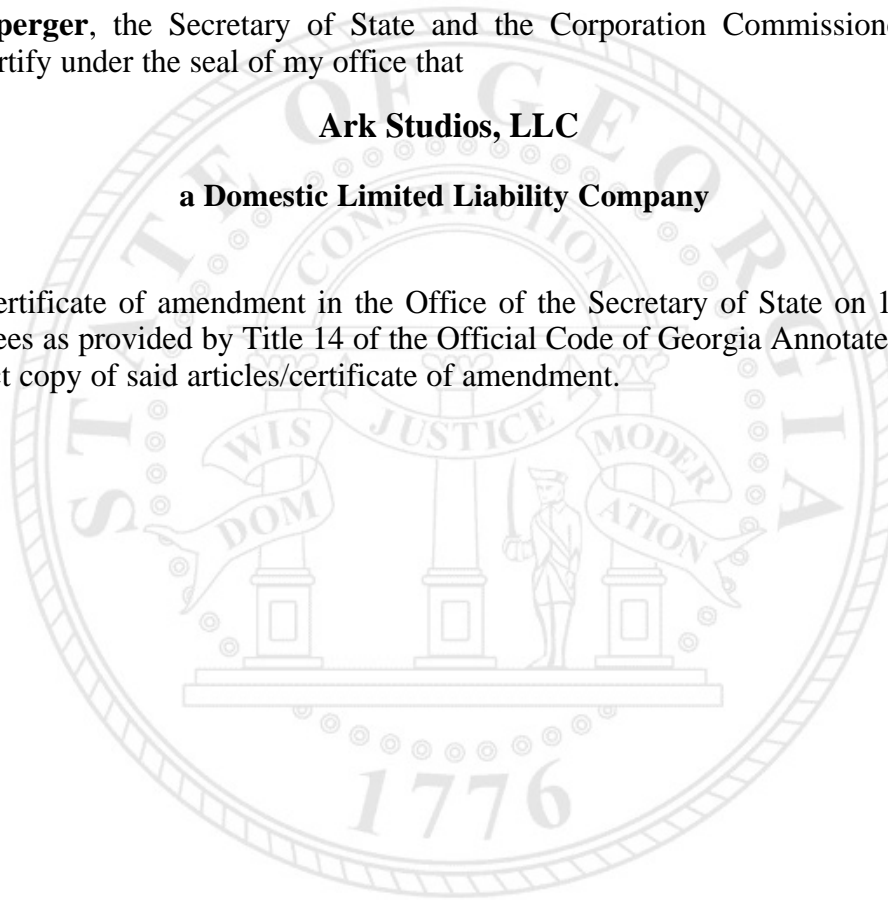 perger, the Secretary of State and the Corporation Commission
rtify under the seal of my office that
Ark Studios, LLC
a Domestic Limited Liability Company
ertificate of amendment in the Office of the Secretary of State on 1
ees as provided by Title 14 of the Official Code of Georgia Annotate
ct copy of said articles/certificate of amendment.
STATE OF GEORGIA
CONSTITUTION
WIS
DOM
JUSTICE
MODER
ATION
1776